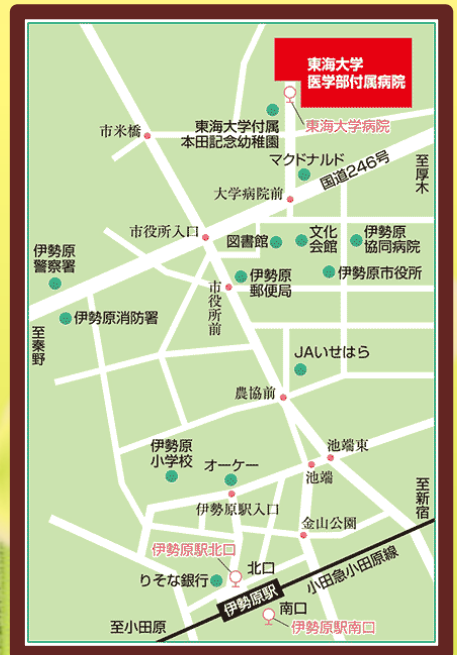 東海大学
医学部付属病院
東海大学病院
東海大学付属
本田記念幼稚園
市米橋
マクドナルド
国道246号
至厚木
大学病院前
市役所入口
図書館
文化
会館
伊勢原
協同病院
伊勢原
警察署
伊勢原
郵便局
伊勢原市役所
市役所前
伊勢原消防署
至秦野
JAいせはら
農協前
伊勢原
小学校
オーケー
池端東
池端
至新宿
伊勢原駅入口
金山公園
伊勢原駅北口
北口
りそな銀行
小田急小田原線
伊勢原駅
南口
至小田原
伊勢原駅南口